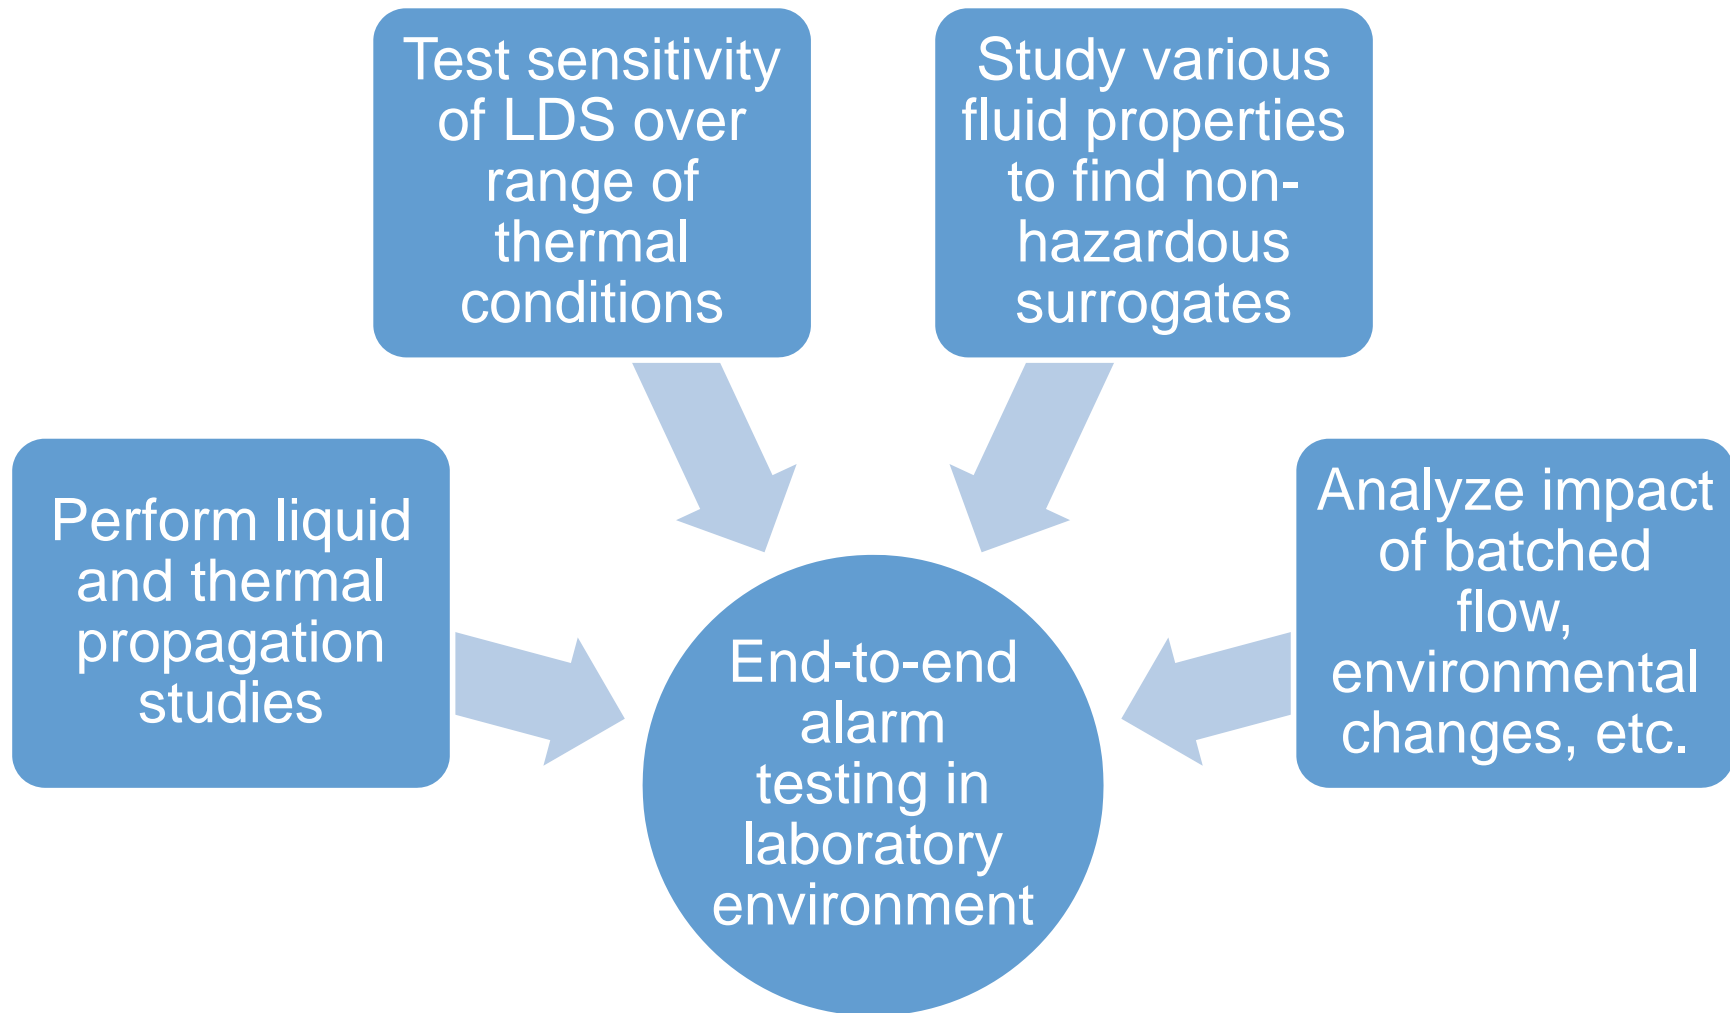 Test sensitivity
of LDS over
range of
thermal
conditions
Study various
fluid properties
to find non-
hazardous
surrogates
Perform liquid
and thermal
propagation
studies
Analyze impact
of batched
flow,
environmental
changes, etc.
End-to-end
alarm
testing in
laboratory
environment